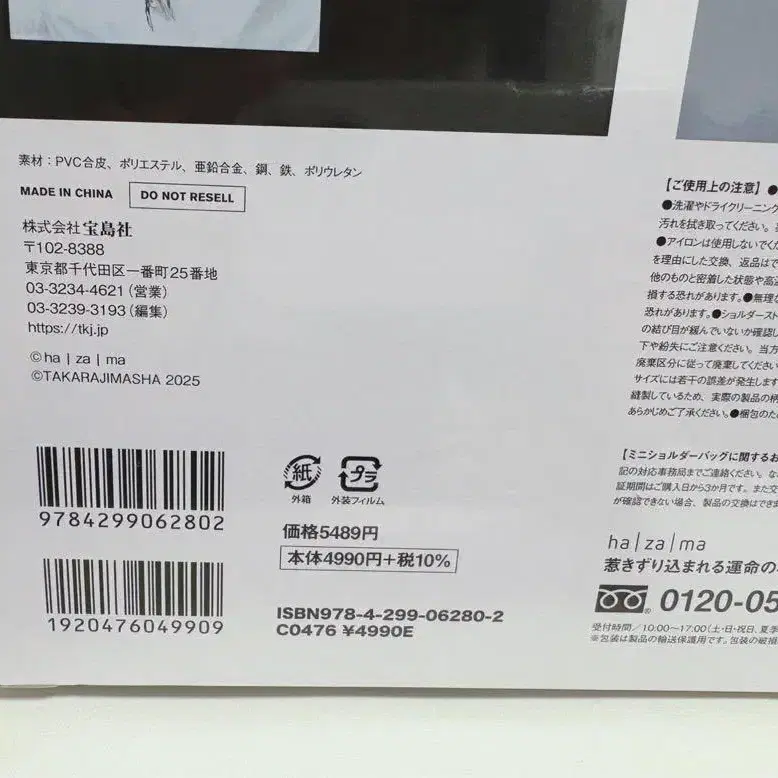 素材：PVC合皮、ポリエステル、亜鉛合金、鋼、鉄、ポリウレタン
MADE IN CHINA DO NOT RESELL
株式会社 宝島社
〒102-8388
東京都千代田区一番町25番地
03-3234-4621（営業）
03-3239-3193（編集）
https://tkj.jp
©ha|za|ma
©TAKARAJIMASHA 2025
9784299062802
1920476049909
紙
外箱
プラ
外装フィルム
価格5489円
本体4990円＋税10%
ISBN978-4-299-06280-2
C0476 ¥4990E
【ご使用上の注意】●
●洗濯やドライクリーニング
汚れを拭き取ってください。
●アイロンは使用しないでくだ
を理由にした交換、返品はで
他のものと密着した状態や高温
損する恐れがあります。●無理な
恐れがあります。●ショルダースト
の結び目が緩んでいないか確認し
下や紛失にご注意ください。当方
廃棄区分に従って廃棄してください
サイズには若干の誤差が発生します
縫製しているため、実際の製品の柄
あらかじめご了承ください。●梱包のた
【ミニショルダーバッグに関するお
記の対応事務局までご連絡ください。な
証期間はご購入日から3か月です。また交
が確認できない場合、製品の交換はできま
ha|za|ma
惹きずり込まれる運命の
0120-05
受付時間／10:00〜17:00（土・日・祝日、夏季
※包装は製品の輸送保護用です。包装の破損